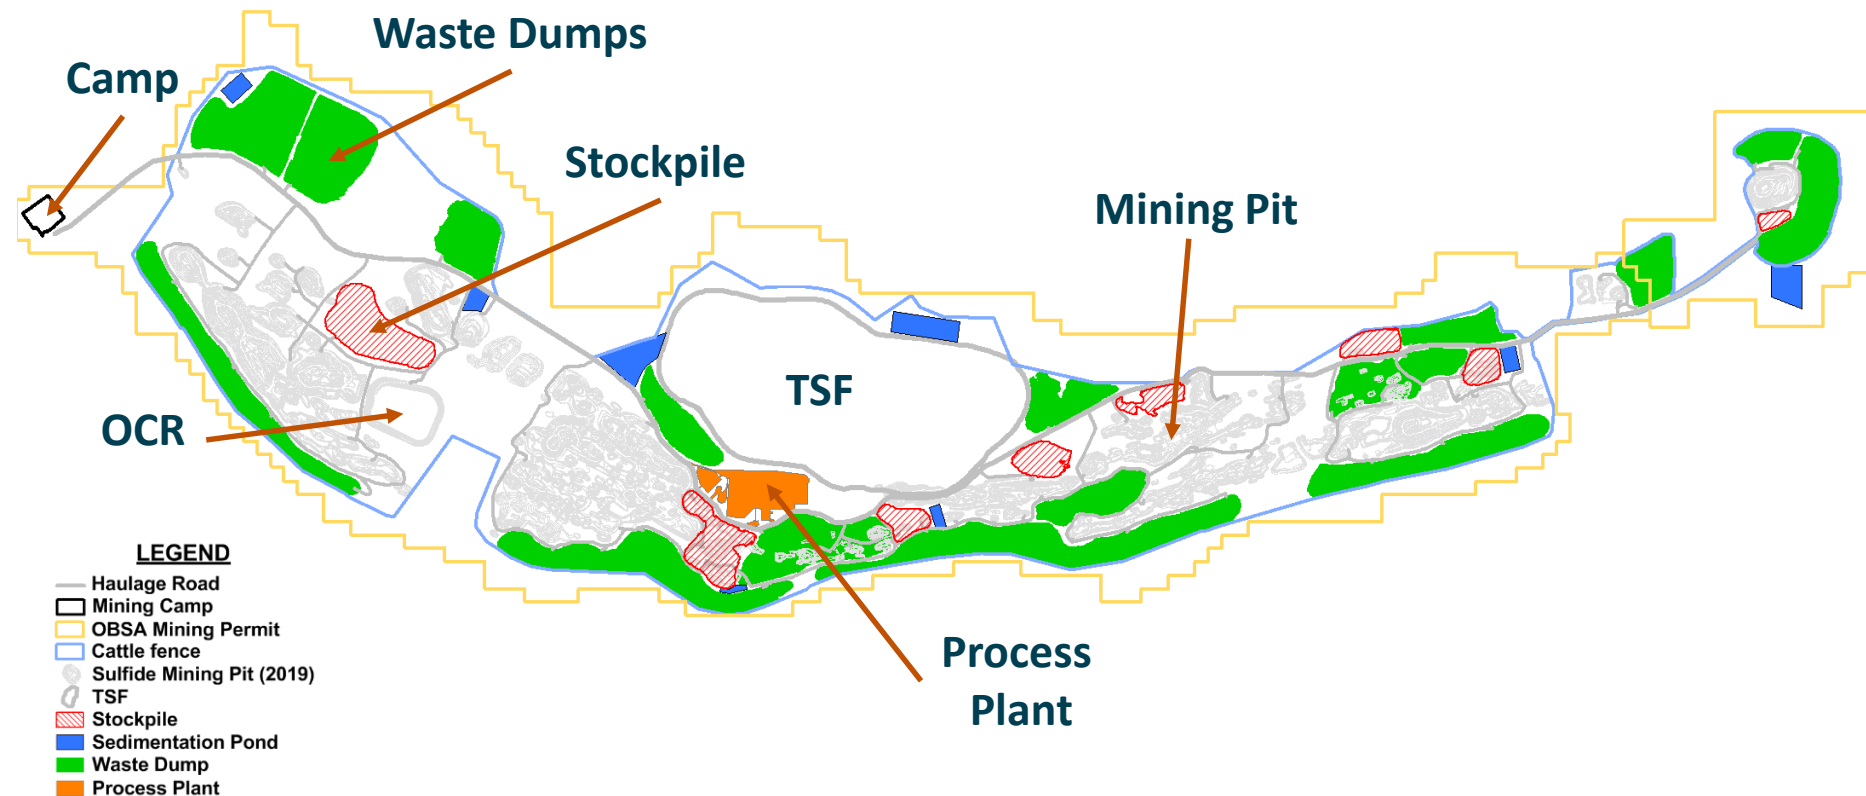 Waste Dumps
Camp
Stockpile
Mining Pit
TSF
OCR
Process
Plant
LEGEND
Haulage Road
Mining Camp
OBSA Mining Permit
Cattle fence
Sulfide Mining Pit (2019)
TSF
Stockpile
Sedimentation Pond
Waste Dump
Process Plant